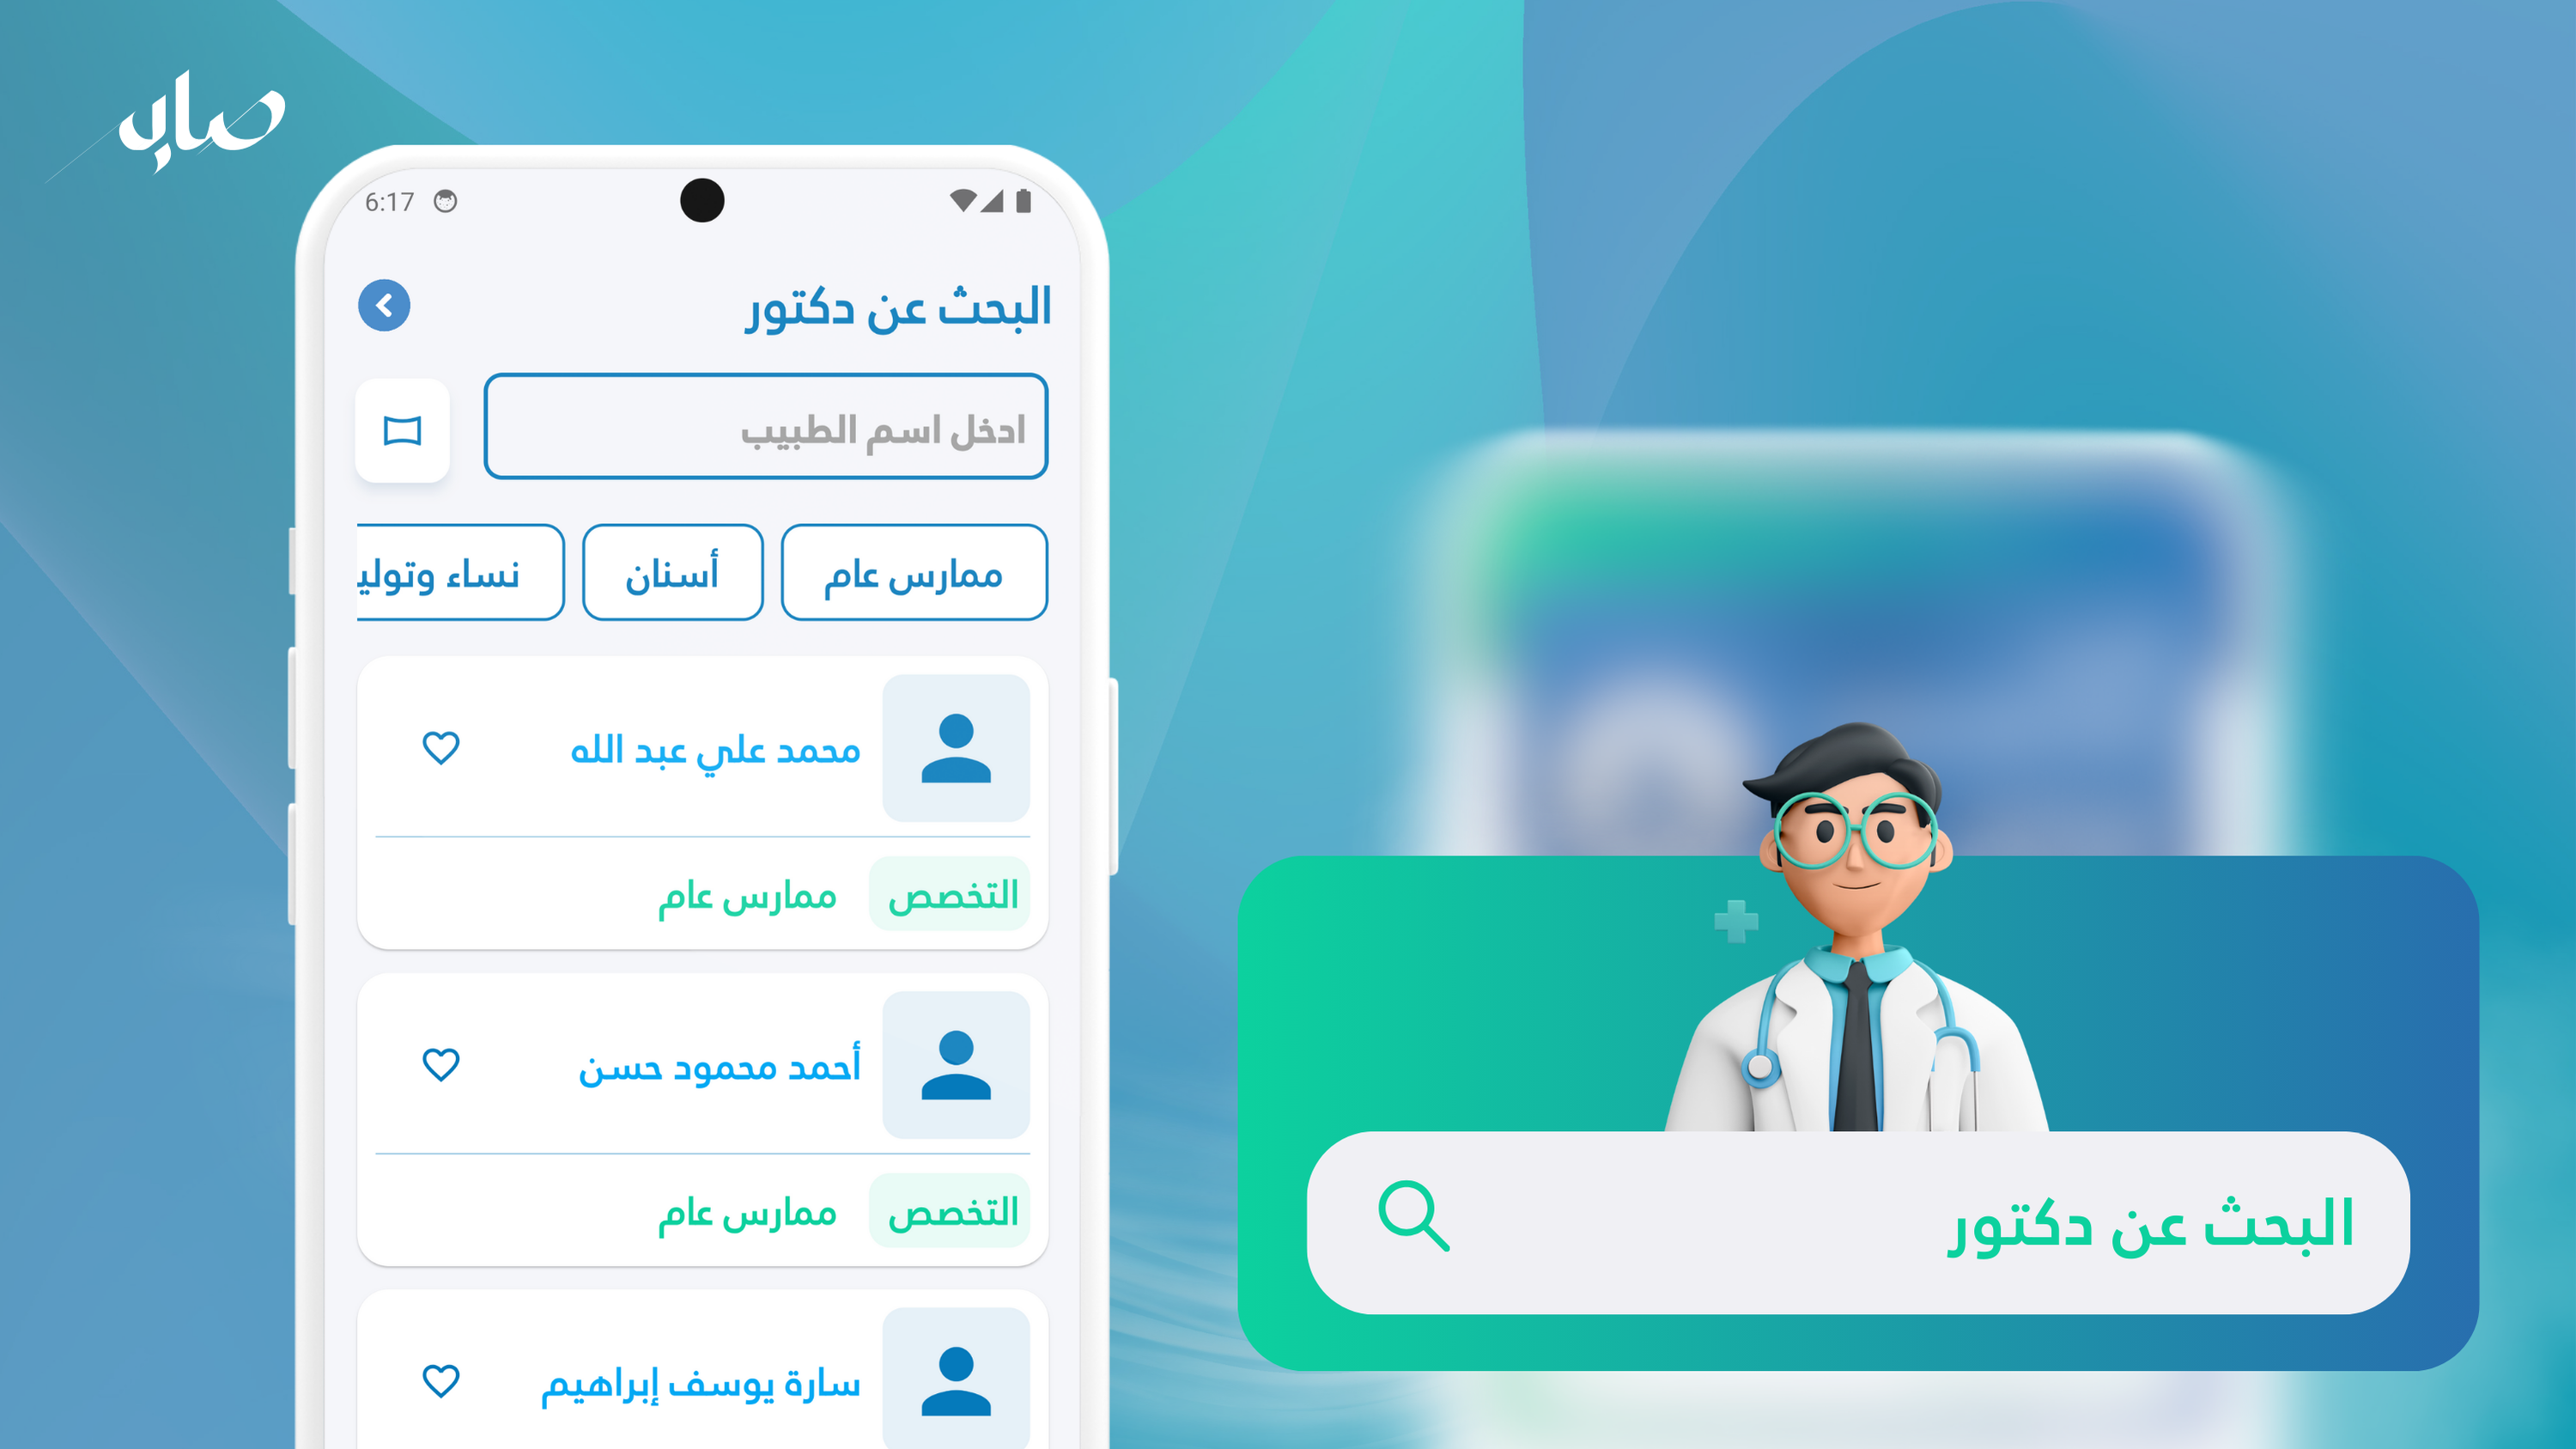 6:17
البحث عن دكتور
ادخل اسم الطبيب
ممارس عام
أسنان
نساء وتولي
محمد علي عبد الله
التخصص ممارس عام
أحمد محمود حسن
التخصص ممارس عام
سارة يوسف إبراهيم
البحث عن دكتور